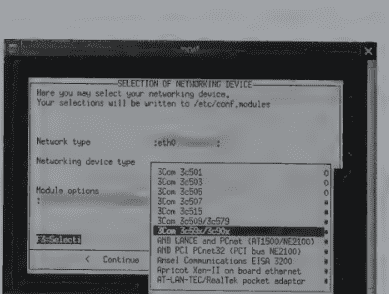 root
SELECTION OF NETWORKING DEVICE
Here you may select your networking device.
Your selections will be written to /etc/conf.modules
Network type :eth0 :
Networking device type
Module options
:
3Com 3c501 o
3Com 3c503 o
3Com 3c505 o
3Com 3c507
3Com 3c515
3Com 3c509/3c579
3Com 3c59x/3c90x
AMD LANCE and PCnet (AT1500/NE2100)
AMD PCI PCnet32 (PCI bus NE2100)
Ansel Communications EISA 3200
Apricot Xen-II on board ethernet
AT-LAN-TEC/RealTek pocket adaptor
< Continue